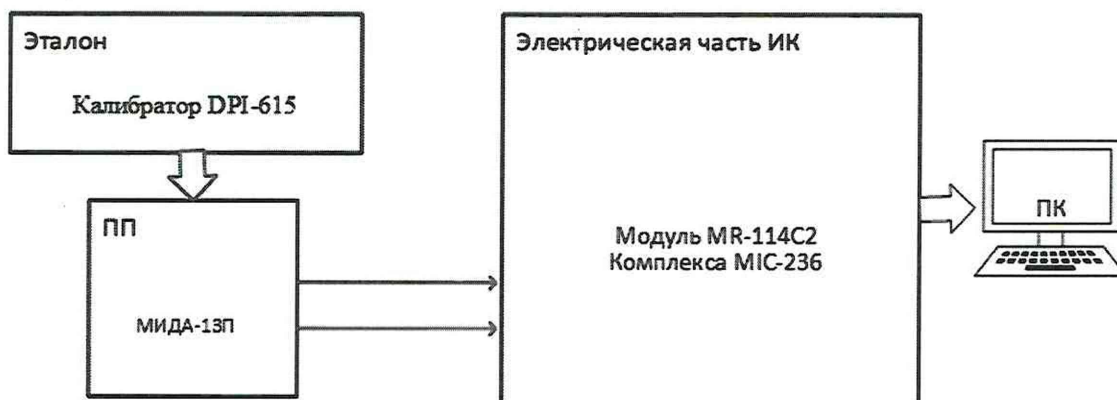 Эталон
Калибратор DPI-615
ПП
МИДА-13П
Электрическая часть ИК
Модуль MR-114C2
Комплекса MIC-236
ПК